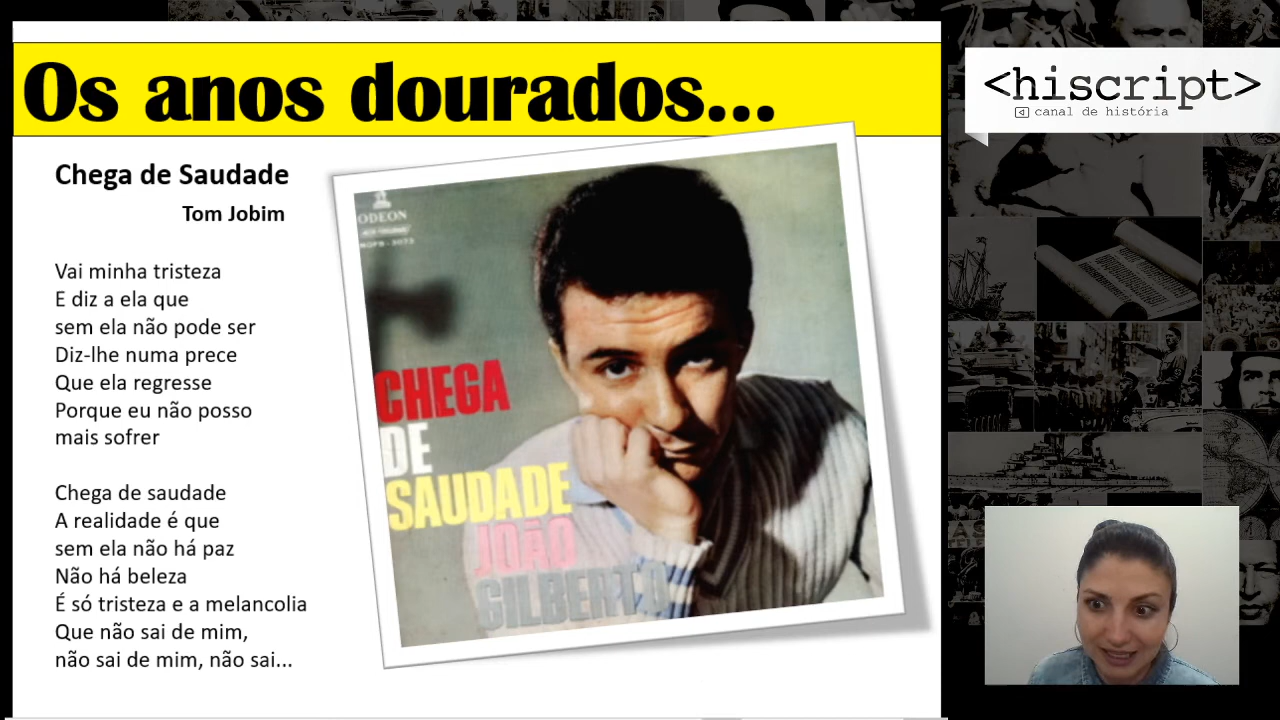 Os anos dourados...
<hiscript>
canal de história
Chega de Saudade
Tom Jobim
Vai minha tristeza
E diz a ela que
sem ela não pode ser
Diz-lhe numa prece
Que ela regresse
Porque eu não posso
mais sofrer
Chega de saudade
A realidade é que
sem ela não há paz
Não há beleza
É só tristeza e a melancolia
Que não sai de mim,
não sai de mim, não sai...
ODEON
CHEGA
DE
SAUDADE
JOÃO
GILBERTO